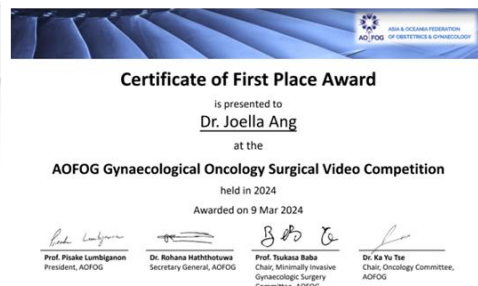 AOFOG
ASIA & OCEANIA FEDERATION
OF OBSTETRICS & GYNAECOLOGY
Certificate of First Place Award
is presented to
Dr. Joella Ang
at the
AOFOG Gynaecological Oncology Surgical Video Competition
held in 2024
Awarded on 9 Mar 2024
Prof. Pisake Lumbiganon
President, AOFOG
Dr. Rohana Haththotuwa
Secretary General, AOFOG
Prof. Tsukasa Baba
Chair, Minimally Invasive
Gynaecologic Surgery
Committee, AOFOG
Dr. Ka Yu Tse
Chair, Oncology Committee,
AOFOG